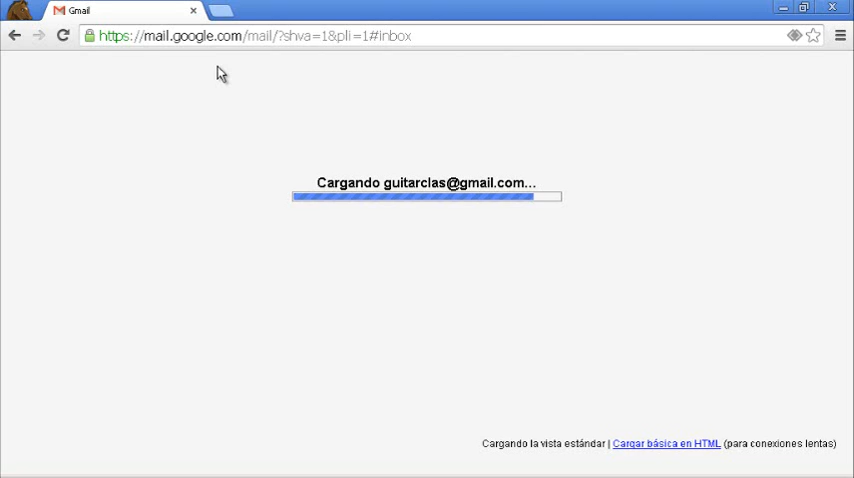 Gmail
https://mail.google.com/mail/?shva=1&pli=1#inbox
Cargando guitarclas@gmail.com...
Cargando la vista estándar | Cargar básica en HTML (para conexiones lentas)